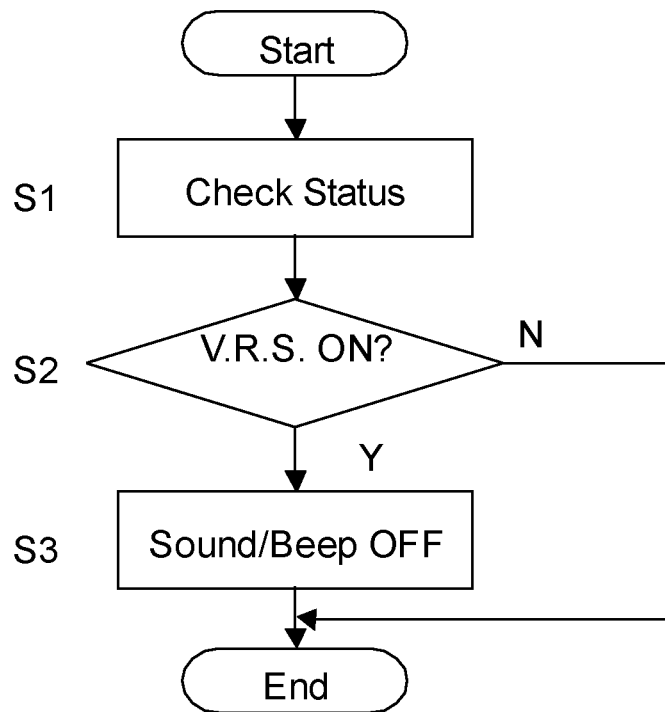 Start
S1
Check Status
S2
V.R.S. ON?
N
Y
S3
Sound/Beep OFF
End